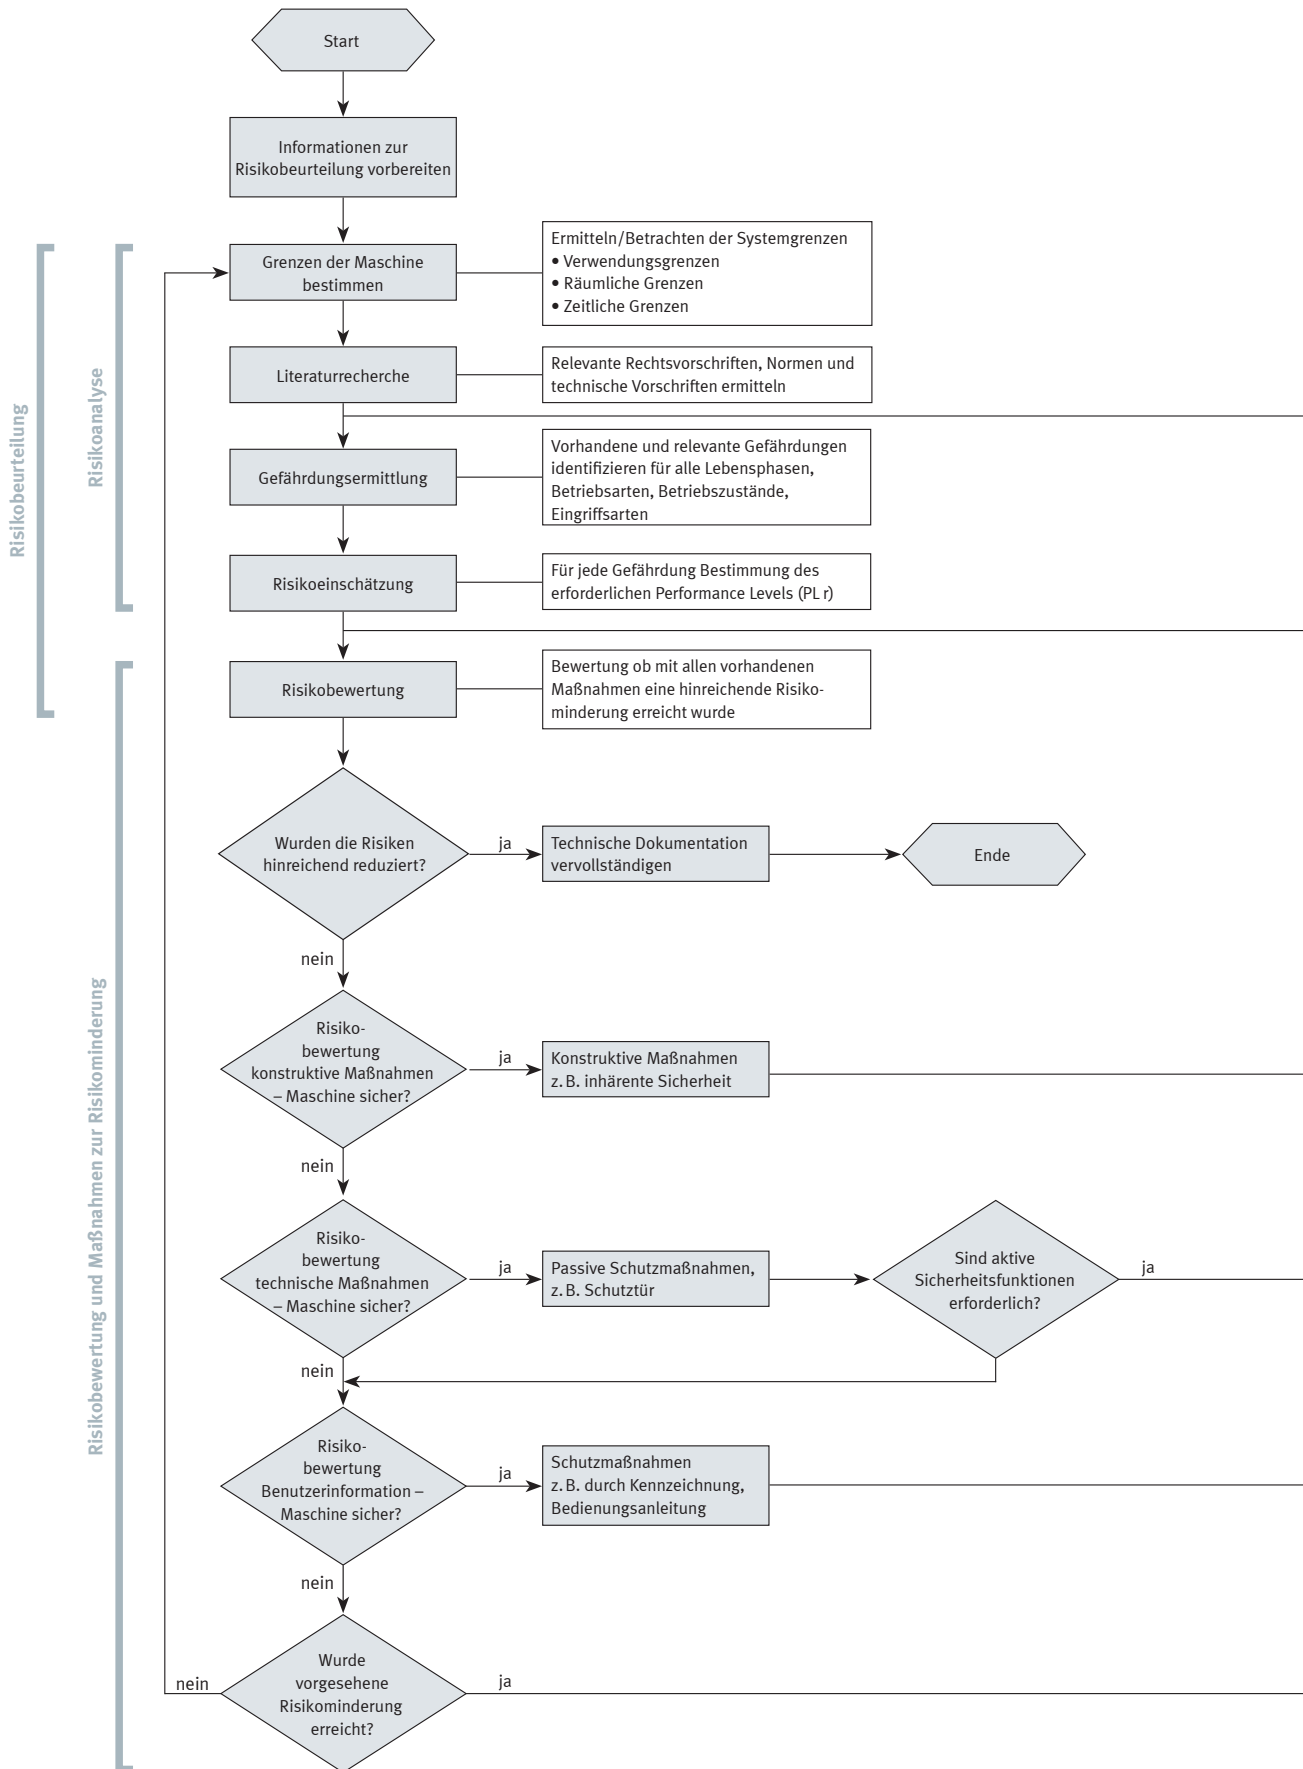 Start
Informationen zur
Risikobeurteilung vorbereiten
Risikobeurteilung
Risikoanalyse
Grenzen der Maschine
bestimmen
Ermitteln/Betrachten der Systemgrenzen
• Verwendungsgrenzen
• Räumliche Grenzen
• Zeitliche Grenzen
Literaturrecherche
Relevante Rechtsvorschriften, Normen und
technische Vorschriften ermitteln
Gefährdungsermittlung
Vorhandene und relevante Gefährdungen
identifizieren für alle Lebensphasen,
Betriebsarten, Betriebszustände,
Eingriffsarten
Risikoeinschätzung
Für jede Gefährdung Bestimmung des
erforderlichen Performance Levels (PL r)
Risikobewertung und Maßnahmen zur Risikominderung
Risikobewertung
Bewertung ob mit allen vorhandenen
Maßnahmen eine hinreichende Risiko-
minderung erreicht wurde
Wurden die Risiken
hinreichend reduziert?
ja
Technische Dokumentation
vervollständigen
Ende
nein
Risiko-
bewertung
konstruktive Maßnahmen
– Maschine sicher?
ja
Konstruktive Maßnahmen
z. B. inhärente Sicherheit
nein
Risiko-
bewertung
technische Maßnahmen
– Maschine sicher?
ja
Passive Schutzmaßnahmen,
z. B. Schutztür
Sind aktive
Sicherheitsfunktionen
erforderlich?
ja
nein
Risiko-
bewertung
Benutzerinformation –
Maschine sicher?
ja
Schutzmaßnahmen
z. B. durch Kennzeichnung,
Bedienungsanleitung
nein
Wurde
vorgesehene
Risikominderung
erreicht?
nein
ja